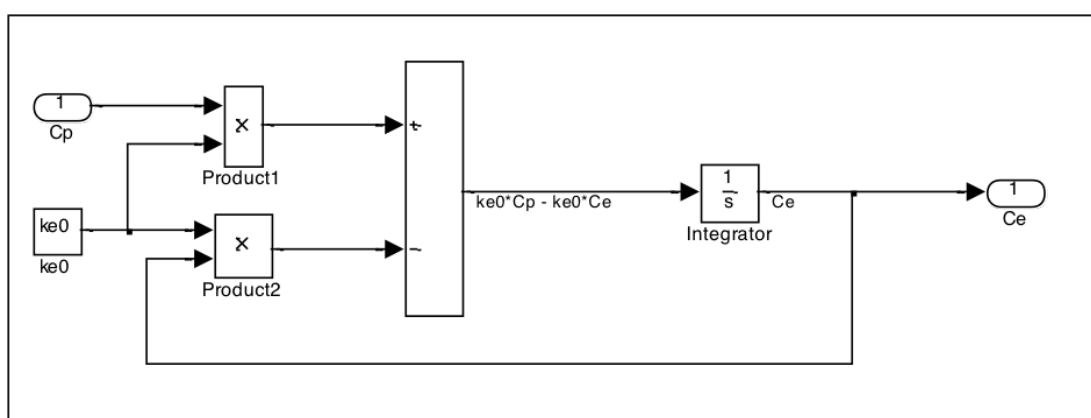 1
Cp
×
Product1
ke0
ke0
×
Product2
+
−
ke0*Cp - ke0*Ce
1
s
Integrator
Ce
1
Ce